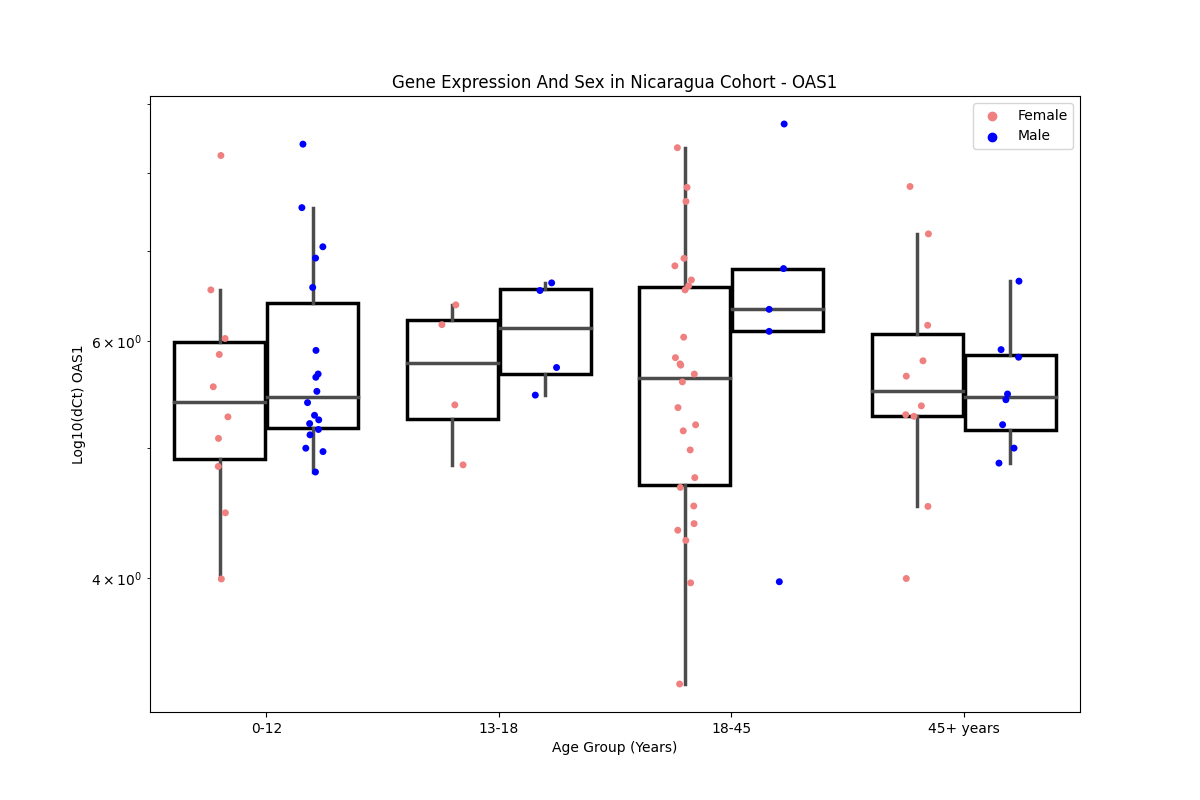 Gene Expression And Sex in Nicaragua Cohort - OAS1
Female
Male
6 × 10⁰
4 × 10⁰
Log10(dCt) OAS1
0-12
13-18
18-45
45+ years
Age Group (Years)